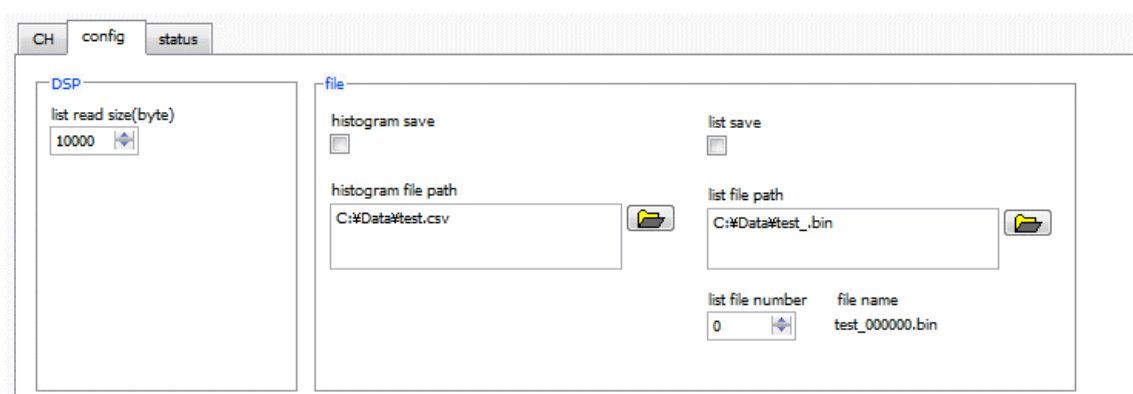 CH config status
DSP
list read size(byte)
10000
file
histogram save
list save
histogram file path
C:¥Data¥test.csv
list file path
C:¥Data¥test_.bin
list file number file name
0 test_000000.bin